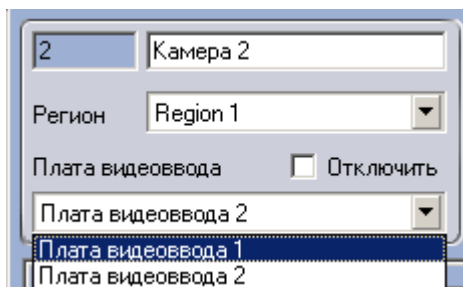 2 Камера 2
Регион Region 1
Плата видеоввода Отключить
Плата видеоввода 2
Плата видеоввода 1
Плата видеоввода 2